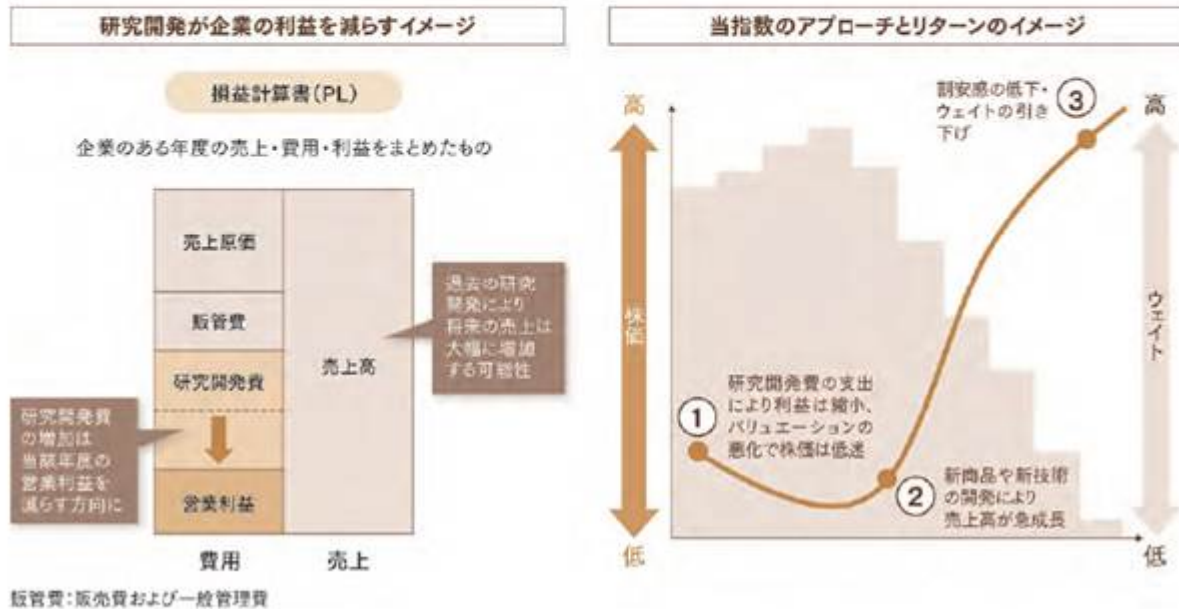 研究開発が企業の利益を減らすイメージ
損益計算書(PL)
企業のある年度の売上・費用・利益をまとめたもの
売上原価
販管費
研究開発費
営業利益
売上高
過去の研究
開発により
将来の売上は
大幅に増加
する可能性
研究開発費
の増加は
当該年度の
営業利益を
減らす方向に
費用
売上
販管費:販売費および一般管理費
当指数のアプローチとリターンのイメージ
高
株価
低
割安感の低下・
ウェイトの引き
下げ
③
①
研究開発費の支出
により利益は縮小、
バリュエーションの
悪化で株価は低迷
②
新商品や新技術
の開発により
売上高が急成長
高
ウェイト
低